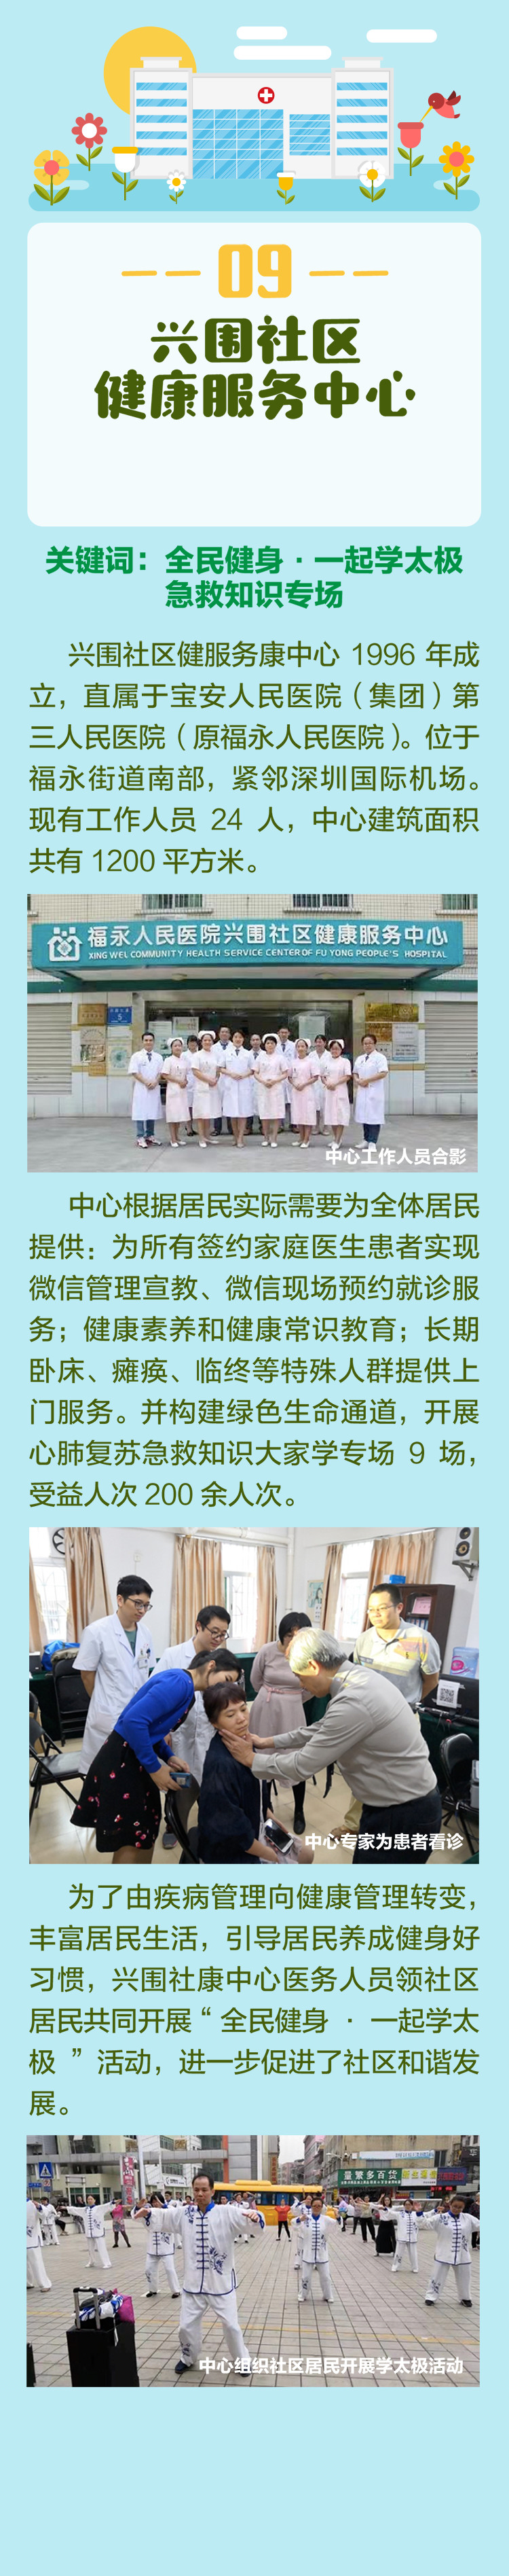 09
兴围社区
健康服务中心
关键词：全民健身·一起学太极
急救知识专场
兴围社区健服务康中心 1996 年成
立，直属于宝安人民医院（集团）第
三人民医院（原福永人民医院）。位于
福永街道南部，紧邻深圳国际机场。
现有工作人员 24 人，中心建筑面积
共有 1200 平方米。
福永人民医院兴围社区健康服务中心
XING WEI COMMUNITY HEALTH SERVICE CENTER OF FU YONG PEOPLE'S HOSPITAL
中心工作人员合影
中心根据居民实际需要为全体居民
提供：为所有签约家庭医生患者实现
微信管理宣教、微信现场预约就诊服
务；健康素养和健康常识教育；长期
卧床、瘫痪、临终等特殊人群提供上
门服务。并构建绿色生命通道，开展
心肺复苏急救知识大家学专场 9 场，
受益人次 200 余人次。
中心专家为患者看诊
为了由疾病管理向健康管理转变，
丰富居民生活，引导居民养成健身好
习惯，兴围社康中心医务人员领社区
居民共同开展“ 全民健身 · 一起学太
极 ” 活动，进一步促进了社区和谐发
展。
量繁多百货
中心组织社区居民开展学太极活动